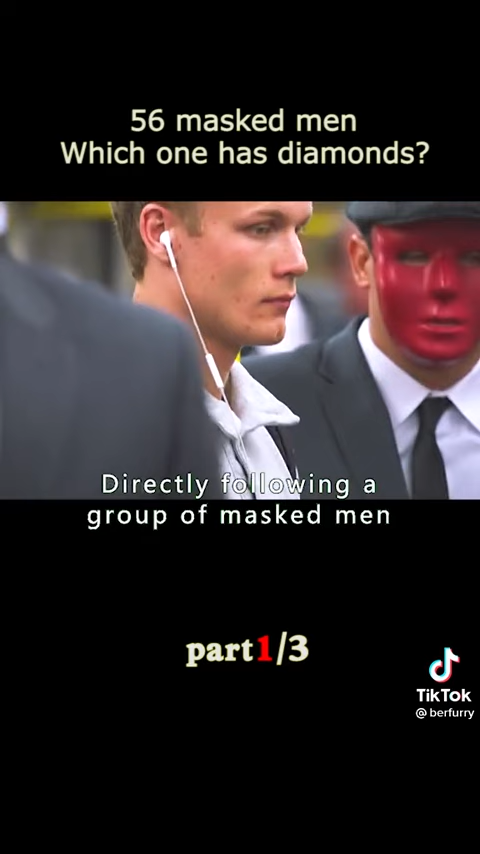 56 masked men
Which one has diamonds?
Directly following a
group of masked men
part1/3
TikTok
@ berfurry